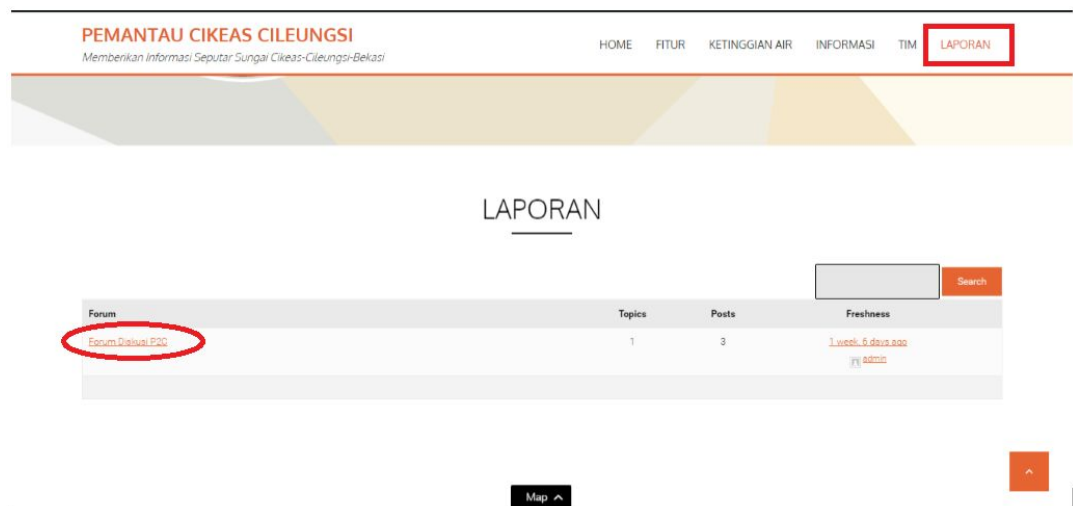 PEMANTAU CIKEAS CILEUNGSI
Memberikan Informasi Seputar Sungai Cikeas-Cileungsi-Bekasi
HOME FITUR KETINGGIAN AIR INFORMASI TIM LAPORAN
LAPORAN
Search
Forum Topics Posts Freshness
Forum Diskusi P2C 1 3 1 week, 6 days ago
admin
Map